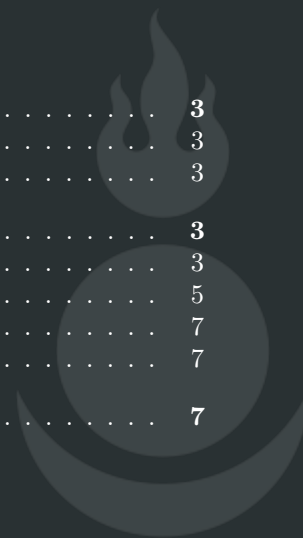 . . . . . . . . 3
. . . . . . . . 3
. . . . . . . . 3
. . . . . . . . 3
. . . . . . . . 3
. . . . . . . . 5
. . . . . . . . 7
. . . . . . . . 7
. . . . . . . . 7